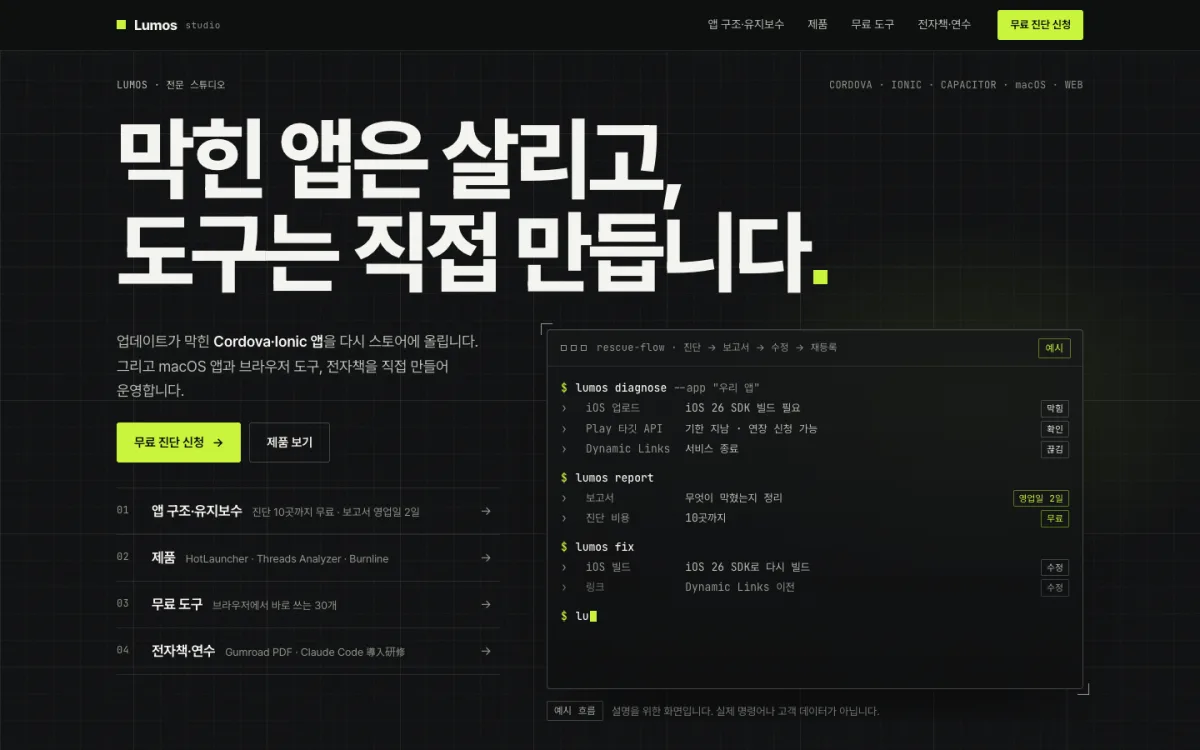 Lumos studio
앱 구조·유지보수 제품 무료 도구 전자책·연수 무료 진단 신청
LUMOS · 전문 스튜디오
CORDOVA · IONIC · CAPACITOR · macOS · WEB
막힌 앱은 살리고,
도구는 직접 만듭니다.
업데이트가 막힌 Cordova·Ionic 앱을 다시 스토어에 올립니다.
그리고 macOS 앱과 브라우저 도구, 전자책을 직접 만들어
운영합니다.
무료 진단 신청 →
제품 보기
01 앱 구조·유지보수 진단 10곳까지 무료 · 보고서 영업일 2일 →
02 제품 HotLauncher · Threads Analyzer · Burnline →
03 무료 도구 브라우저에서 바로 쓰는 30개 →
04 전자책·연수 Gumroad PDF · Claude Code 導入研修 →
rescue-flow · 진단 → 보고서 → 수정 → 재등록 예시
$ lumos diagnose --app "우리 앱"
› iOS 업로드 iOS 26 SDK 빌드 필요 막힘
› Play 타깃 API 기한 지남 · 연장 신청 가능 확인
› Dynamic Links 서비스 종료 끊김
$ lumos report
› 보고서 무엇이 막혔는지 정리 영업일 2일
› 진단 비용 10곳까지 무료
$ lumos fix
› iOS 빌드 iOS 26 SDK로 다시 빌드 수정
› 링크 Dynamic Links 이전 수정
$ lu
예시 흐름 설명을 위한 화면입니다. 실제 명령어나 고객 데이터가 아닙니다.